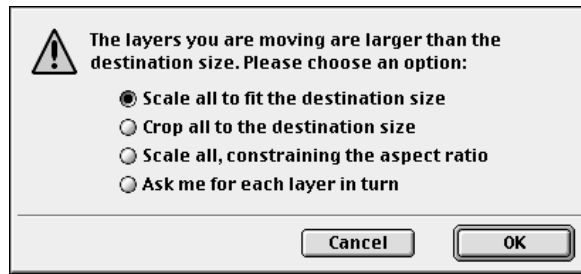 The layers you are moving are larger than the
destination size. Please choose an option:
Scale all to fit the destination size
Crop all to the destination size
Scale all, constraining the aspect ratio
Ask me for each layer in turn
Cancel OK